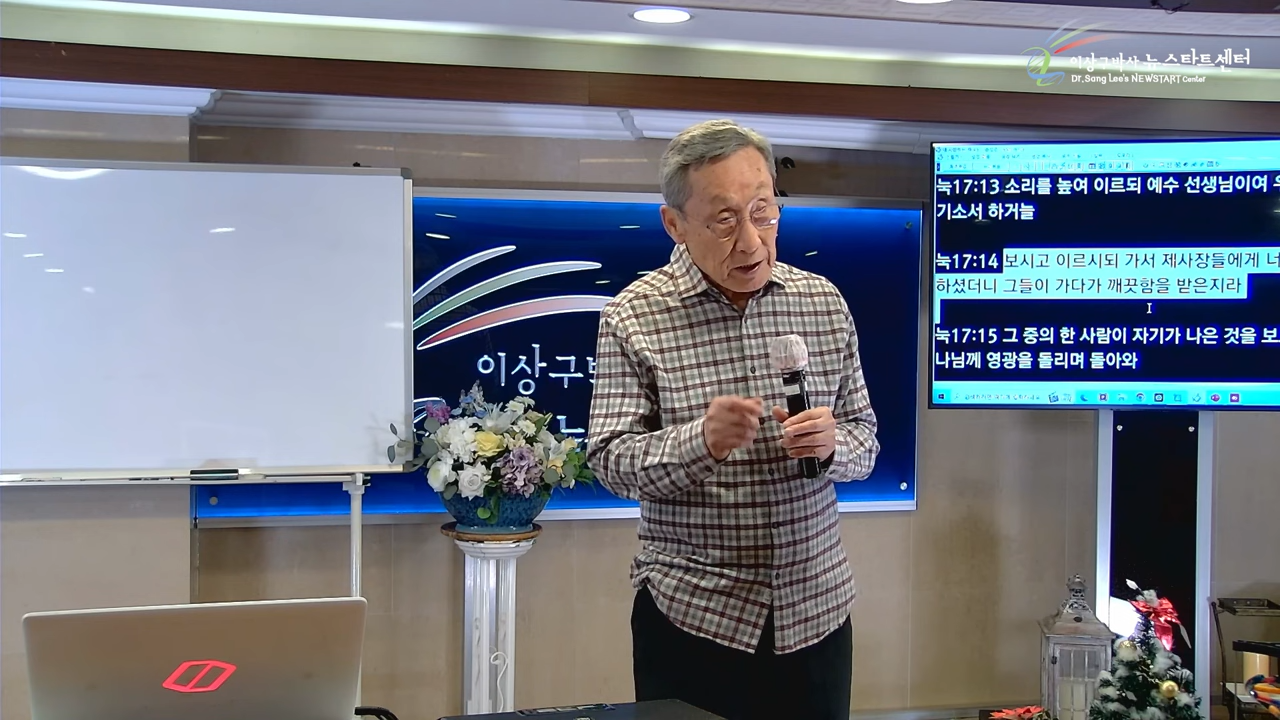 이상구박사 뉴스타트센터
Dr. Sang Lee's NEWSTART Center
눅17:13 소리를 높여 이르되 예수 선생님이여
기소서 하거늘
눅17:14 보시고 이르시되 가서 제사장들에게 너
하셨더니 그들이 가다가 깨끗함을 받은지라
눅17:15 그 중의 한 사람이 자기가 나은 것을 보
나님께 영광을 돌리며 돌아와
이상구